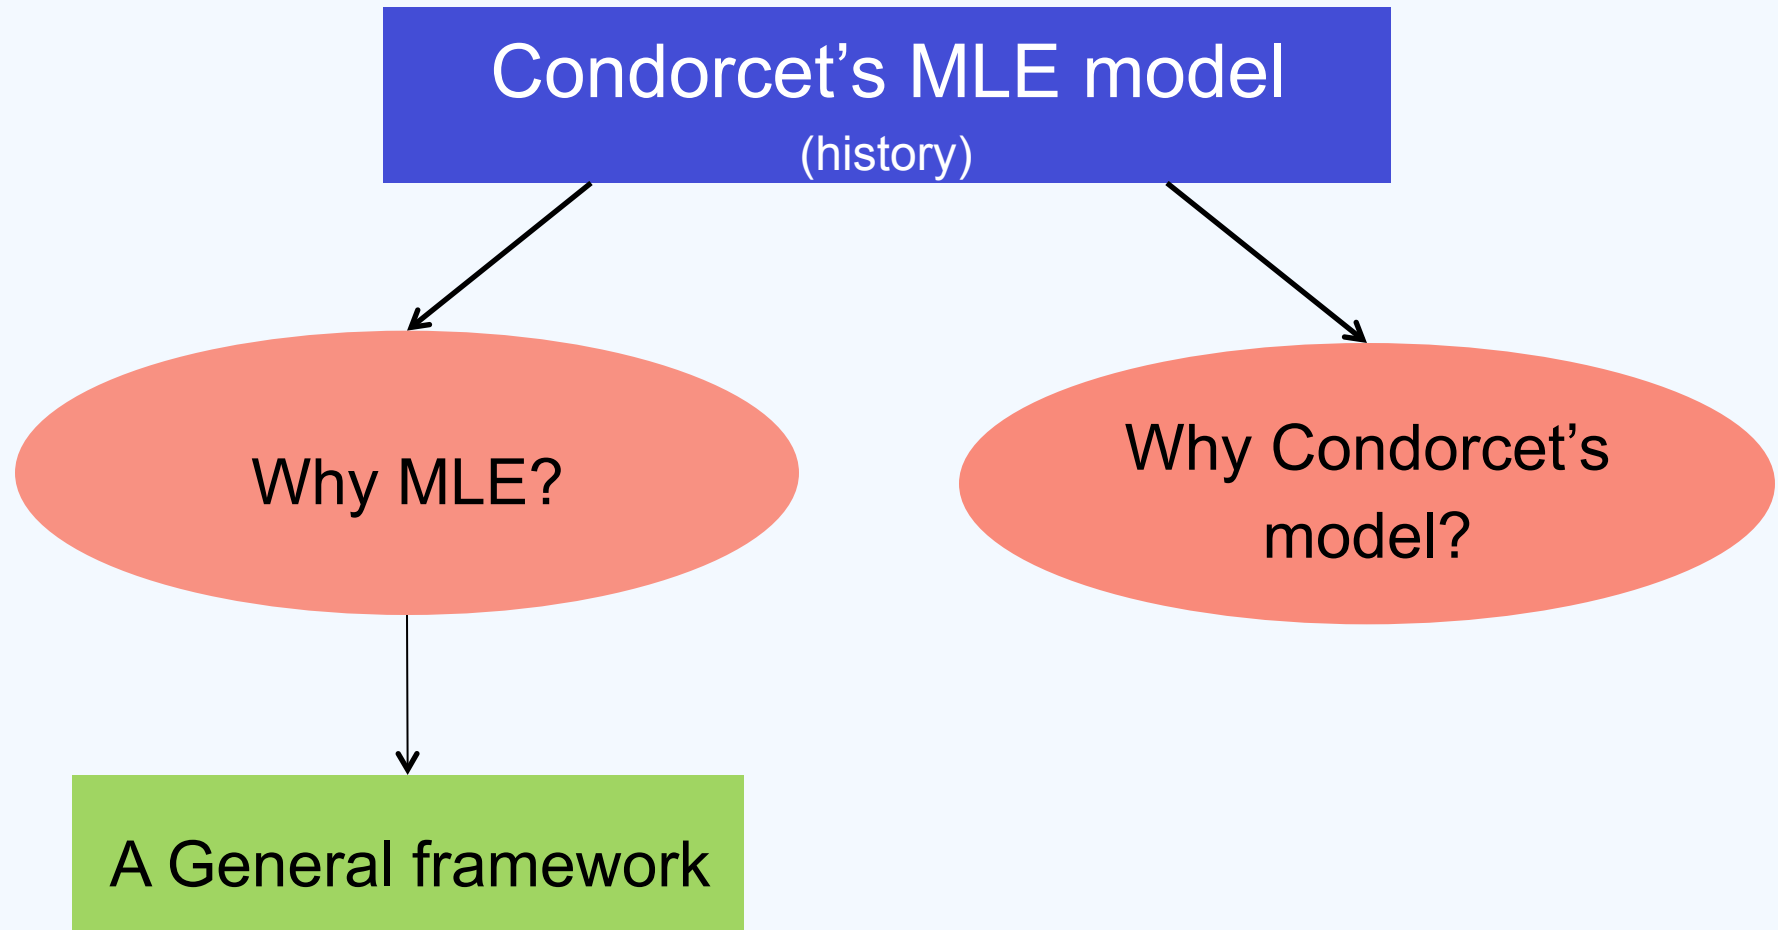 Condorcet’s MLE model
(history)
Why MLE?
Why Condorcet’s
model?
A General framework